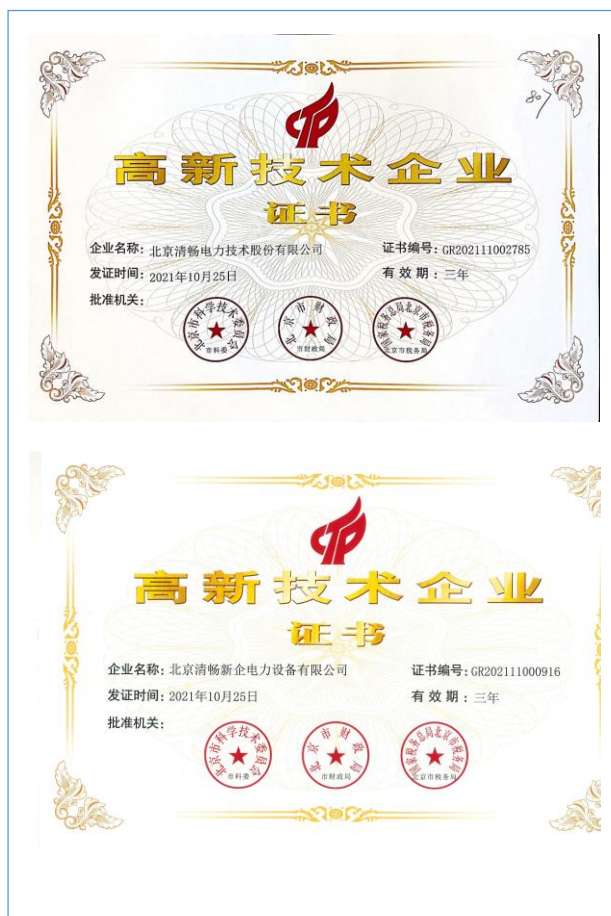 807
高新技术企业
证书
企业名称：北京清畅电力技术股份有限公司
证书编号：GR202111002785
发证时间：2021年10月25日
有效期：三年
批准机关：
北京市科学技术委员会
市科委
北京市财政局
市财政局
国家税务总局北京市税务局
北京市税务局
高新技术企业
证书
企业名称：北京清畅新企电力设备有限公司
证书编号：GR202111000916
发证时间：2021年10月25日
有效期：三年
批准机关：
北京市科学技术委员会
市科委
北京市财政局
市财政局
国家税务总局北京市税务局
北京市税务局